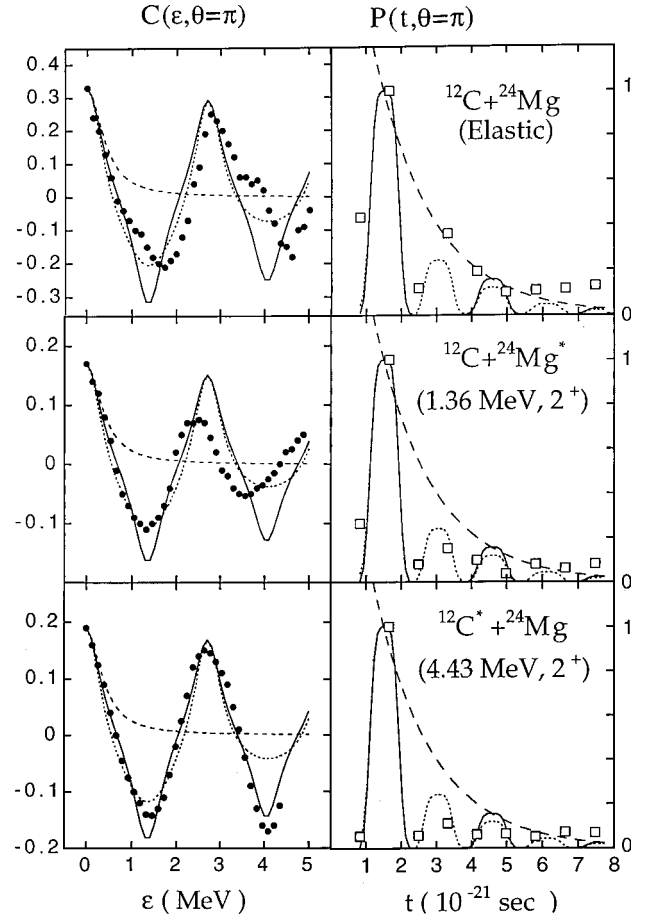 C(ε,θ=π)
P(t,θ=π)
0.4
0.3
0.2
0.1
0
-0.1
-0.2
-0.3
¹²C+²⁴Mg
(Elastic)
1
0
0.2
0.1
0
-0.1
¹²C+²⁴Mg*
(1.36 MeV, 2⁺)
1
0
0.2
0.1
0
-0.1
-0.2
¹²C* +²⁴Mg
(4.43 MeV, 2⁺)
1
0
0 1 2 3 4 5
1 2 3 4 5 6 7 8
ε ( MeV )
t ( 10⁻²¹ sec )